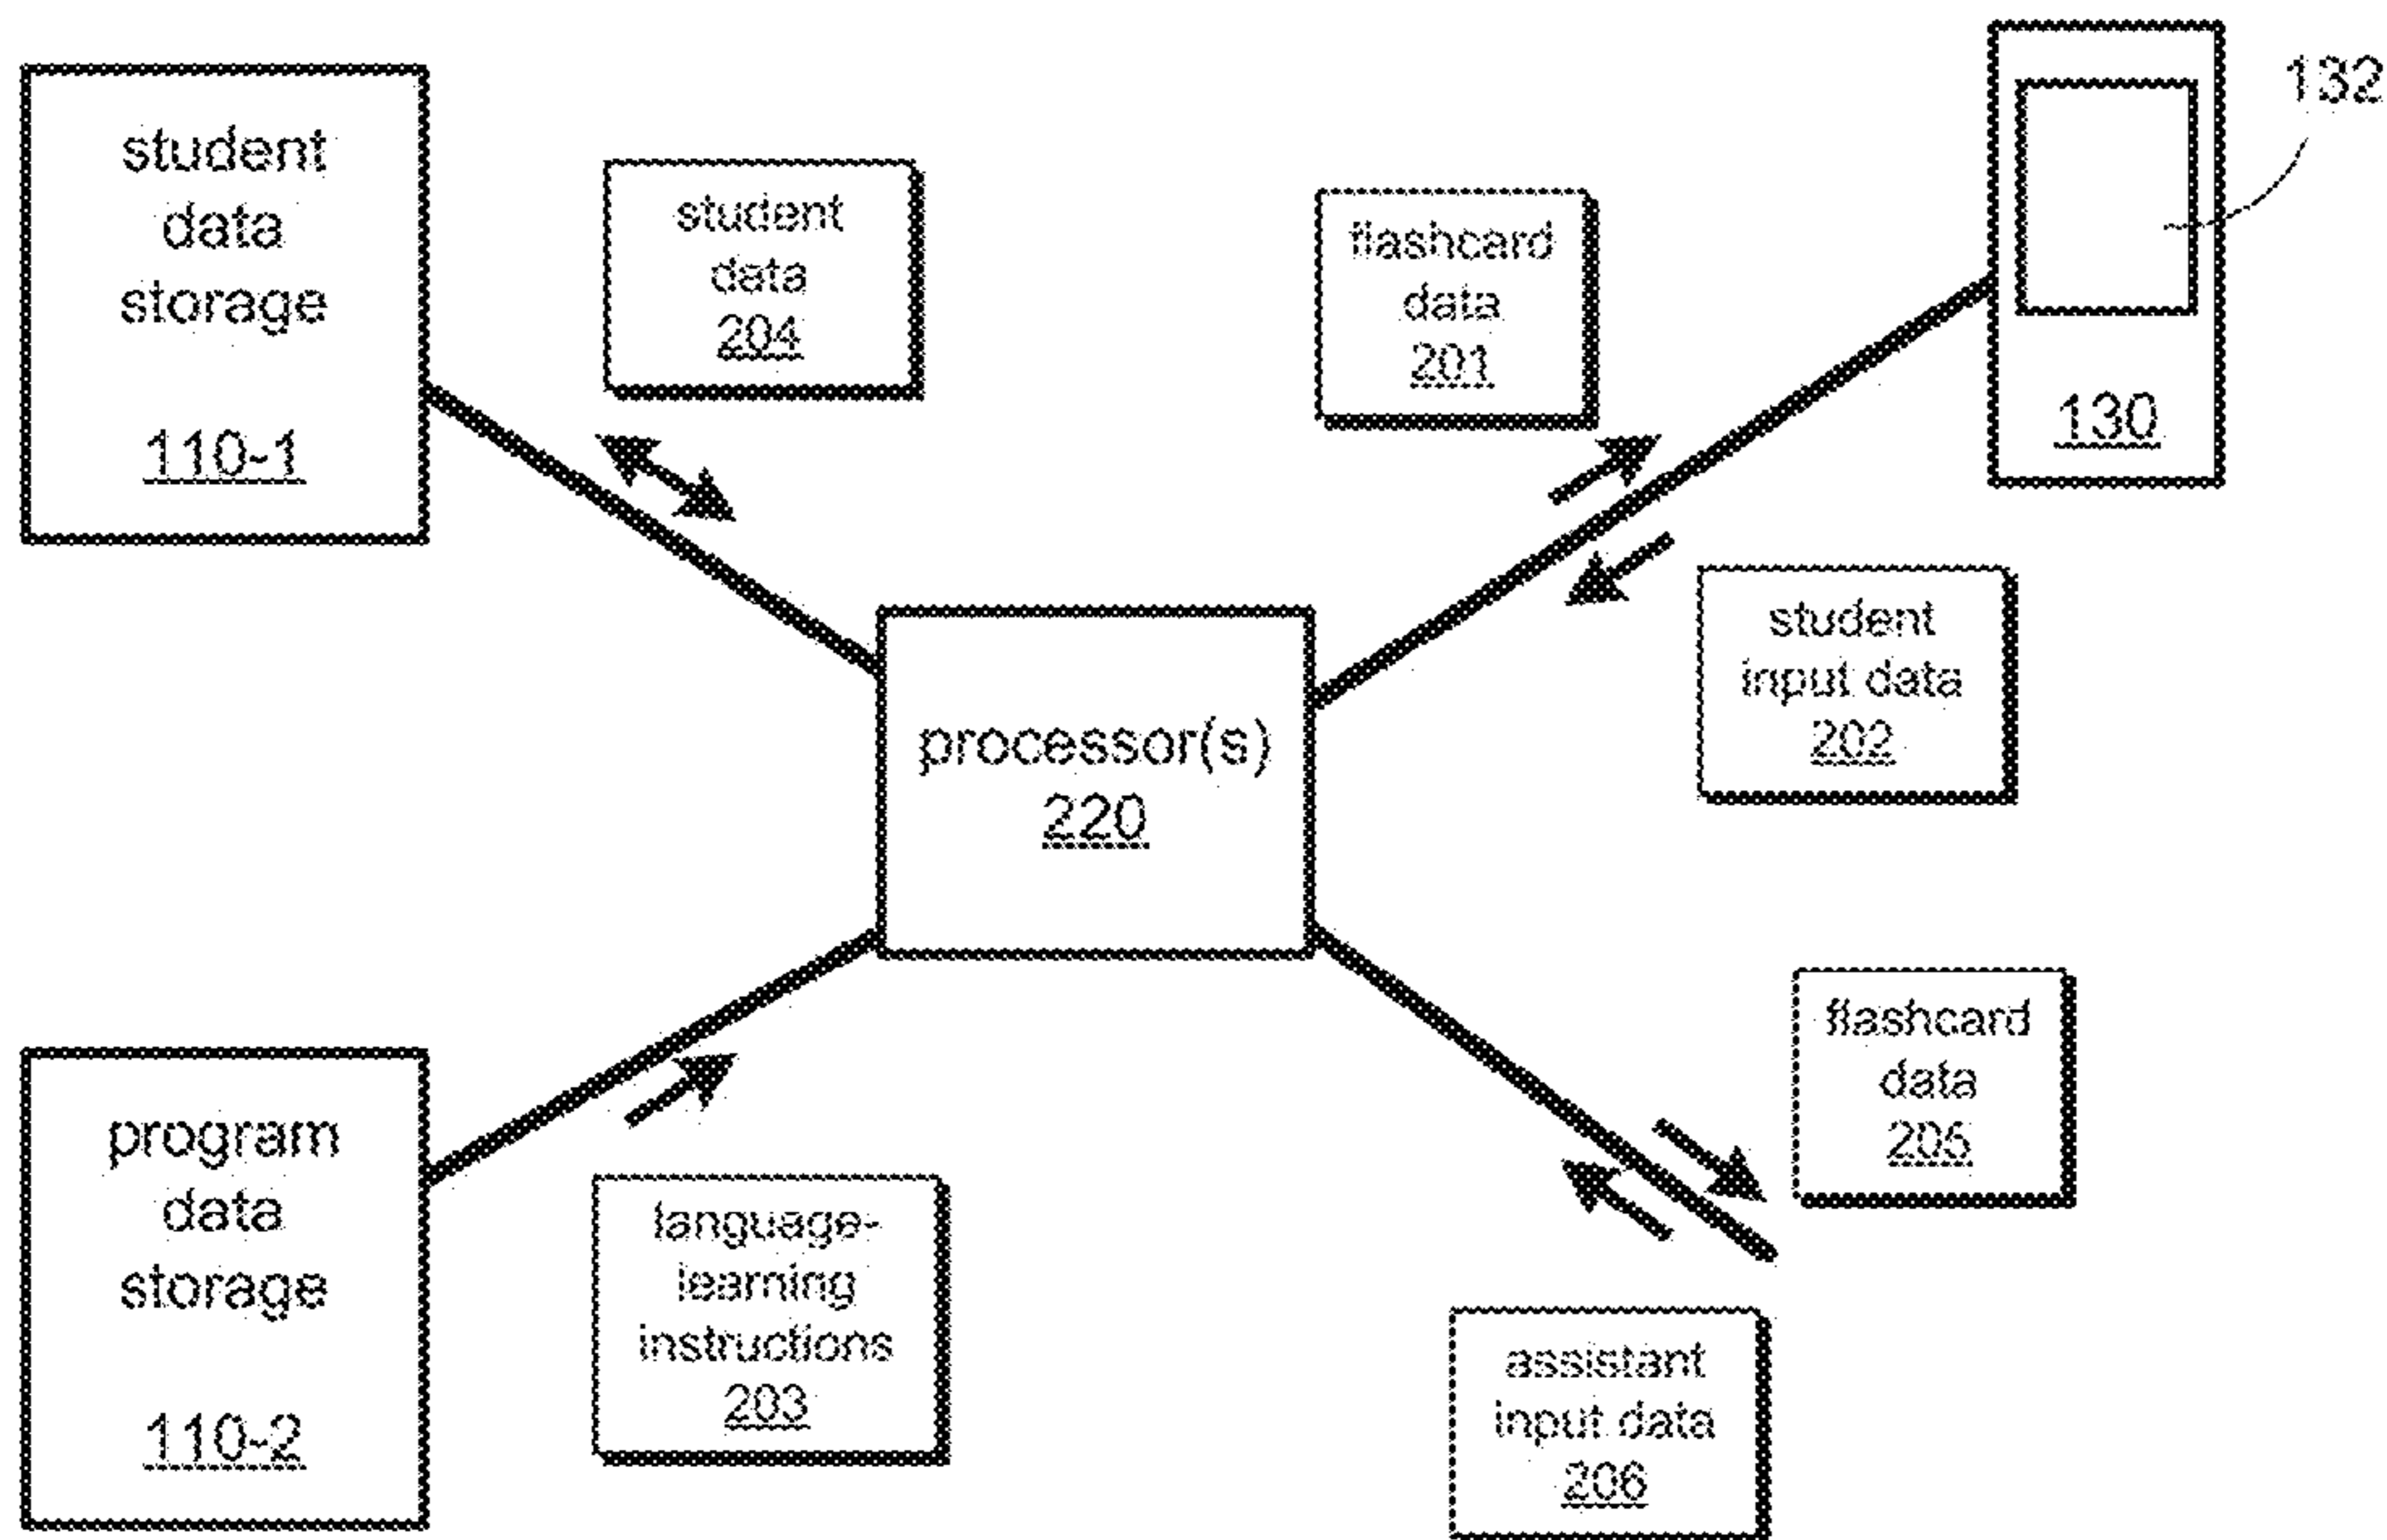 student
data
storage
110-1
student
data
204
flashcard
data
201
132
130
student
input data
202
processor(s)
220
program
data
storage
110-2
language-
learning
instructions
203
flashcard
data
205
assistant
input data
206